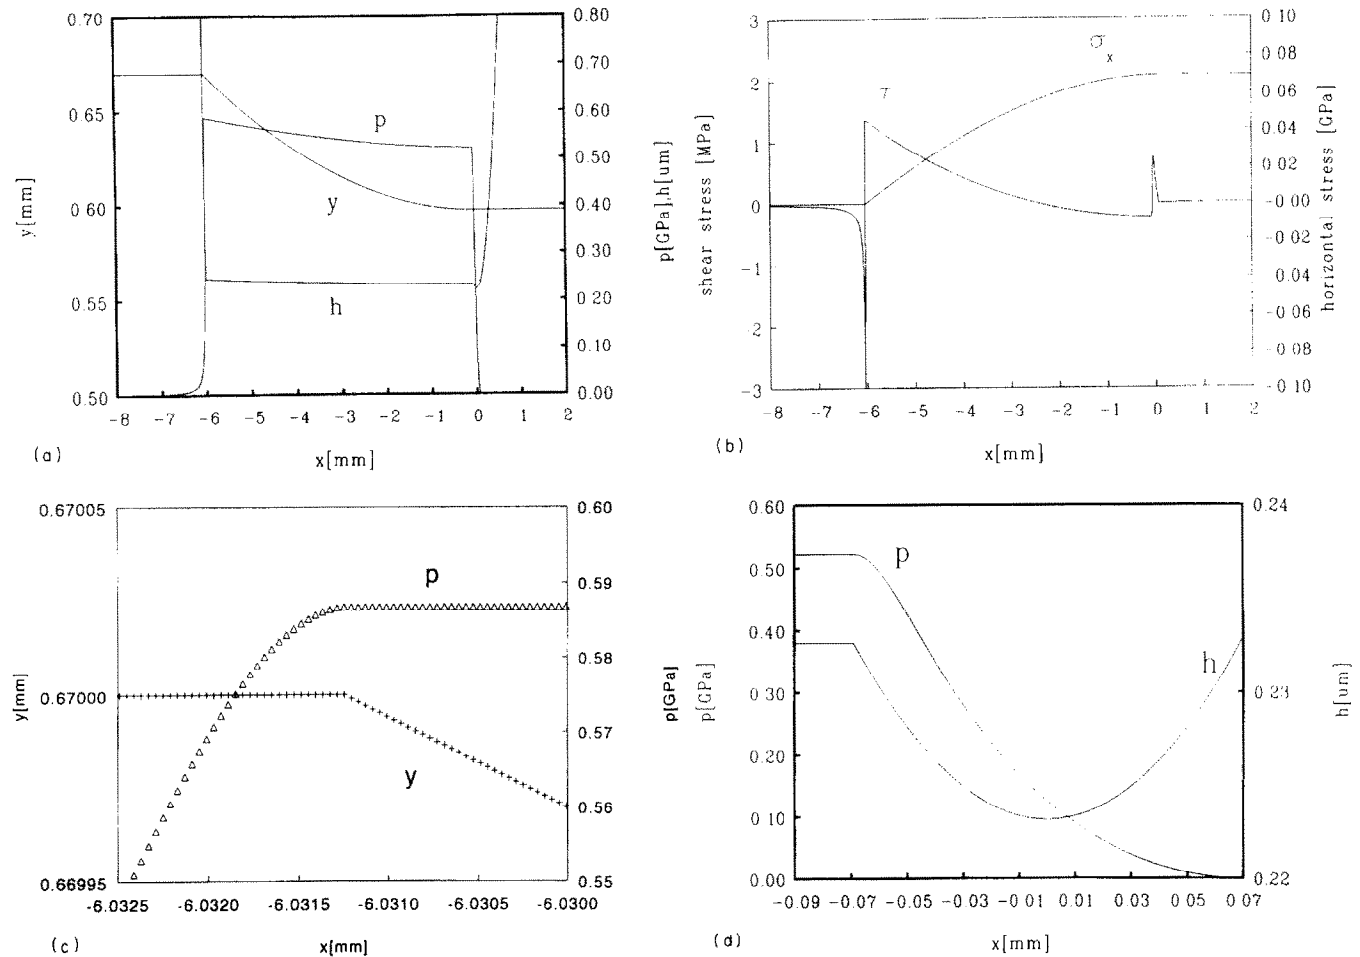 0.70
0.65
0.60
0.55
0.50
y[mm]
0.80
0.70
0.60
0.50
0.40
0.30
0.20
0.10
0.00
p[GPa],h[um]
p
y
h
-8 -7 -6 -5 -4 -3 -2 -1 0 1 2
x[mm]
(a)
3
2
1
0
-1
-2
-3
shear stress [MPa]
0 10
0 08
0 06
0 04
0 02
-0 00
-0 02
0 04
-0 06
-0 08
-0 10
horizontal stress [GPa]
σx
τ
-8 -7 -6 -5 -4 -3 -2 -1 0 1 2
x[mm]
(b)
0.67005
0.67000
0.66995
y[mm]
0.60
0.59
0.58
0.57
0.56
0.55
p[GPa]
p
y
-6.0325 -6.0320 -6.0315 -6.0310 -6.0305 -6.0300
x[mm]
(c)
0.60
0.50
0.40
0.30
0.20
0 10
0.00
p[GPa]
0.24
0.23
0.22
h[um]
p
h
-0.09 -0.07 -0.05 -0.03 -0 01 0 01 0.03 0 05 0 07
x[mm]
(d)